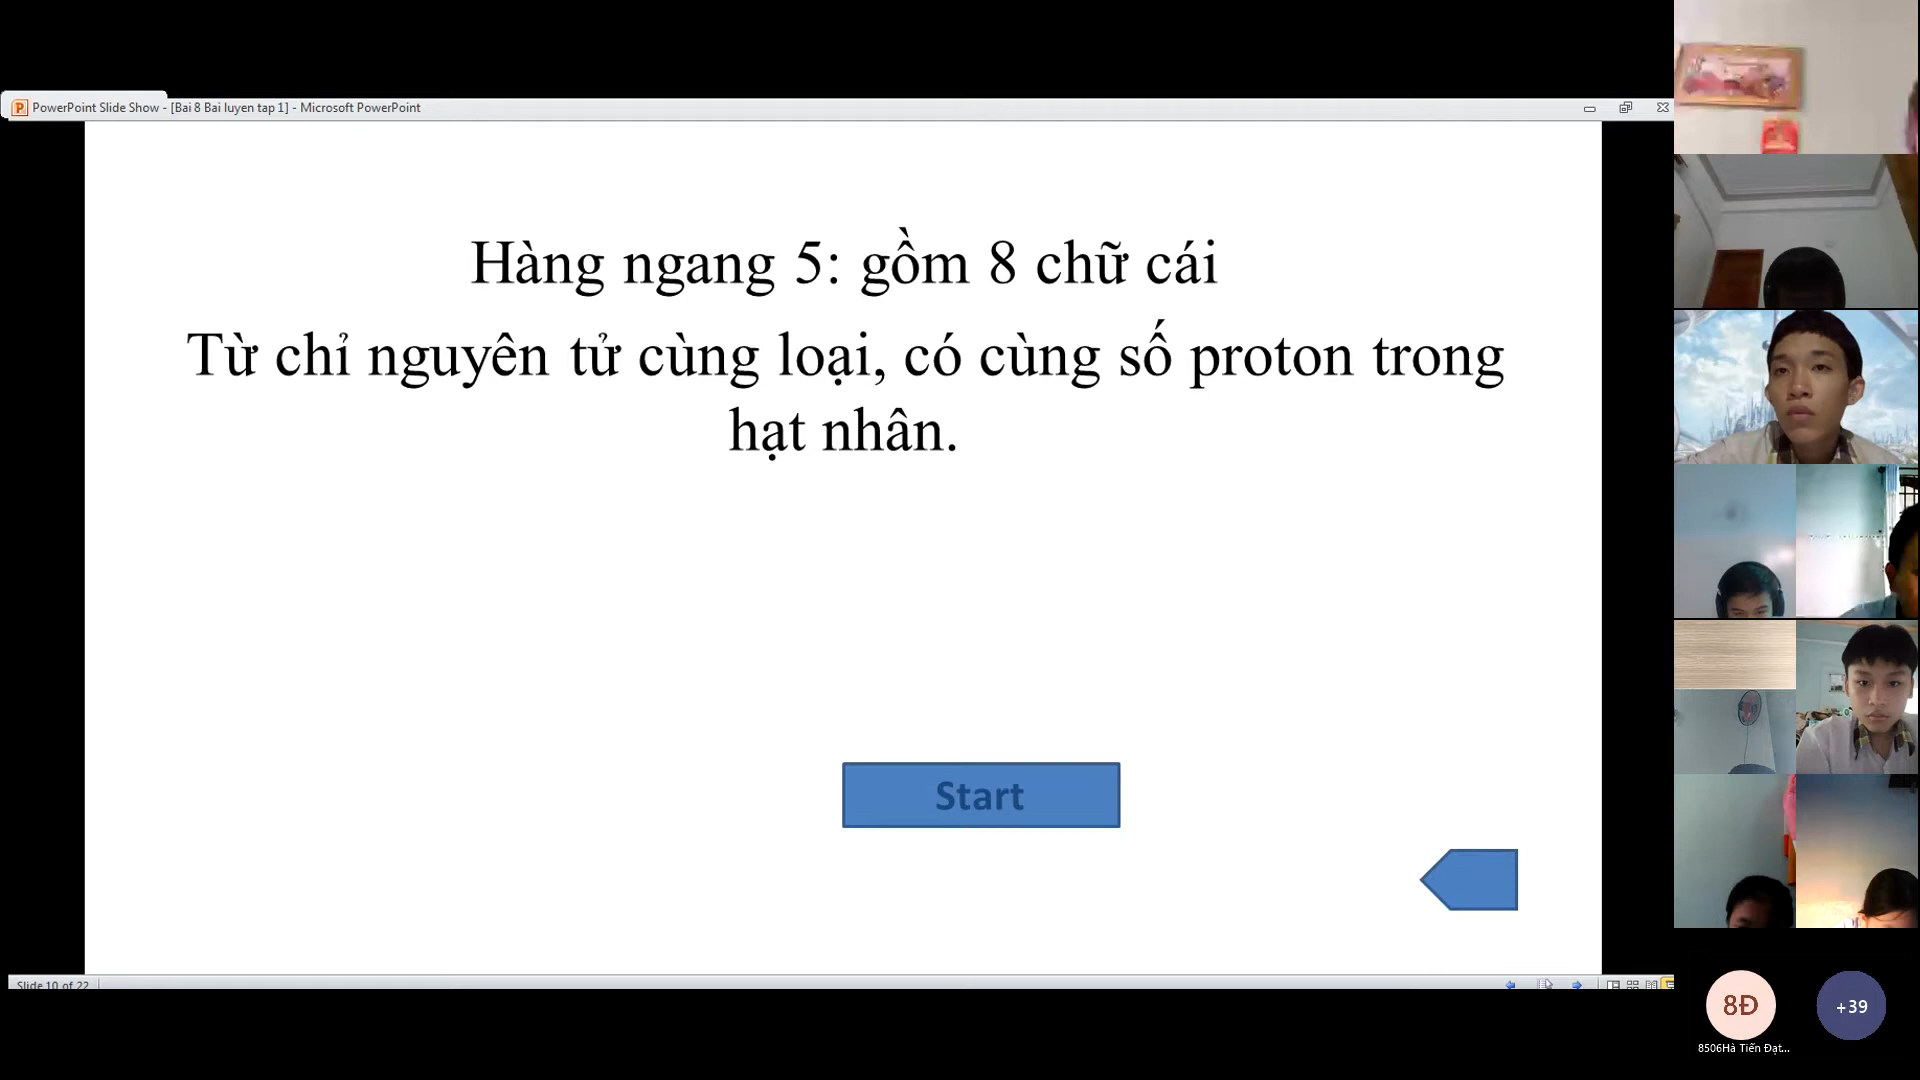 PowerPoint Slide Show - [Bai 8 Bai luyen tap 1] - Microsoft PowerPoint
Hàng ngang 5: gồm 8 chữ cái
Từ chỉ nguyên tử cùng loại, có cùng số proton trong
hạt nhân.
Start
Slide 10 of 22
8Đ
+39
8506Hà Tiến Đạt...